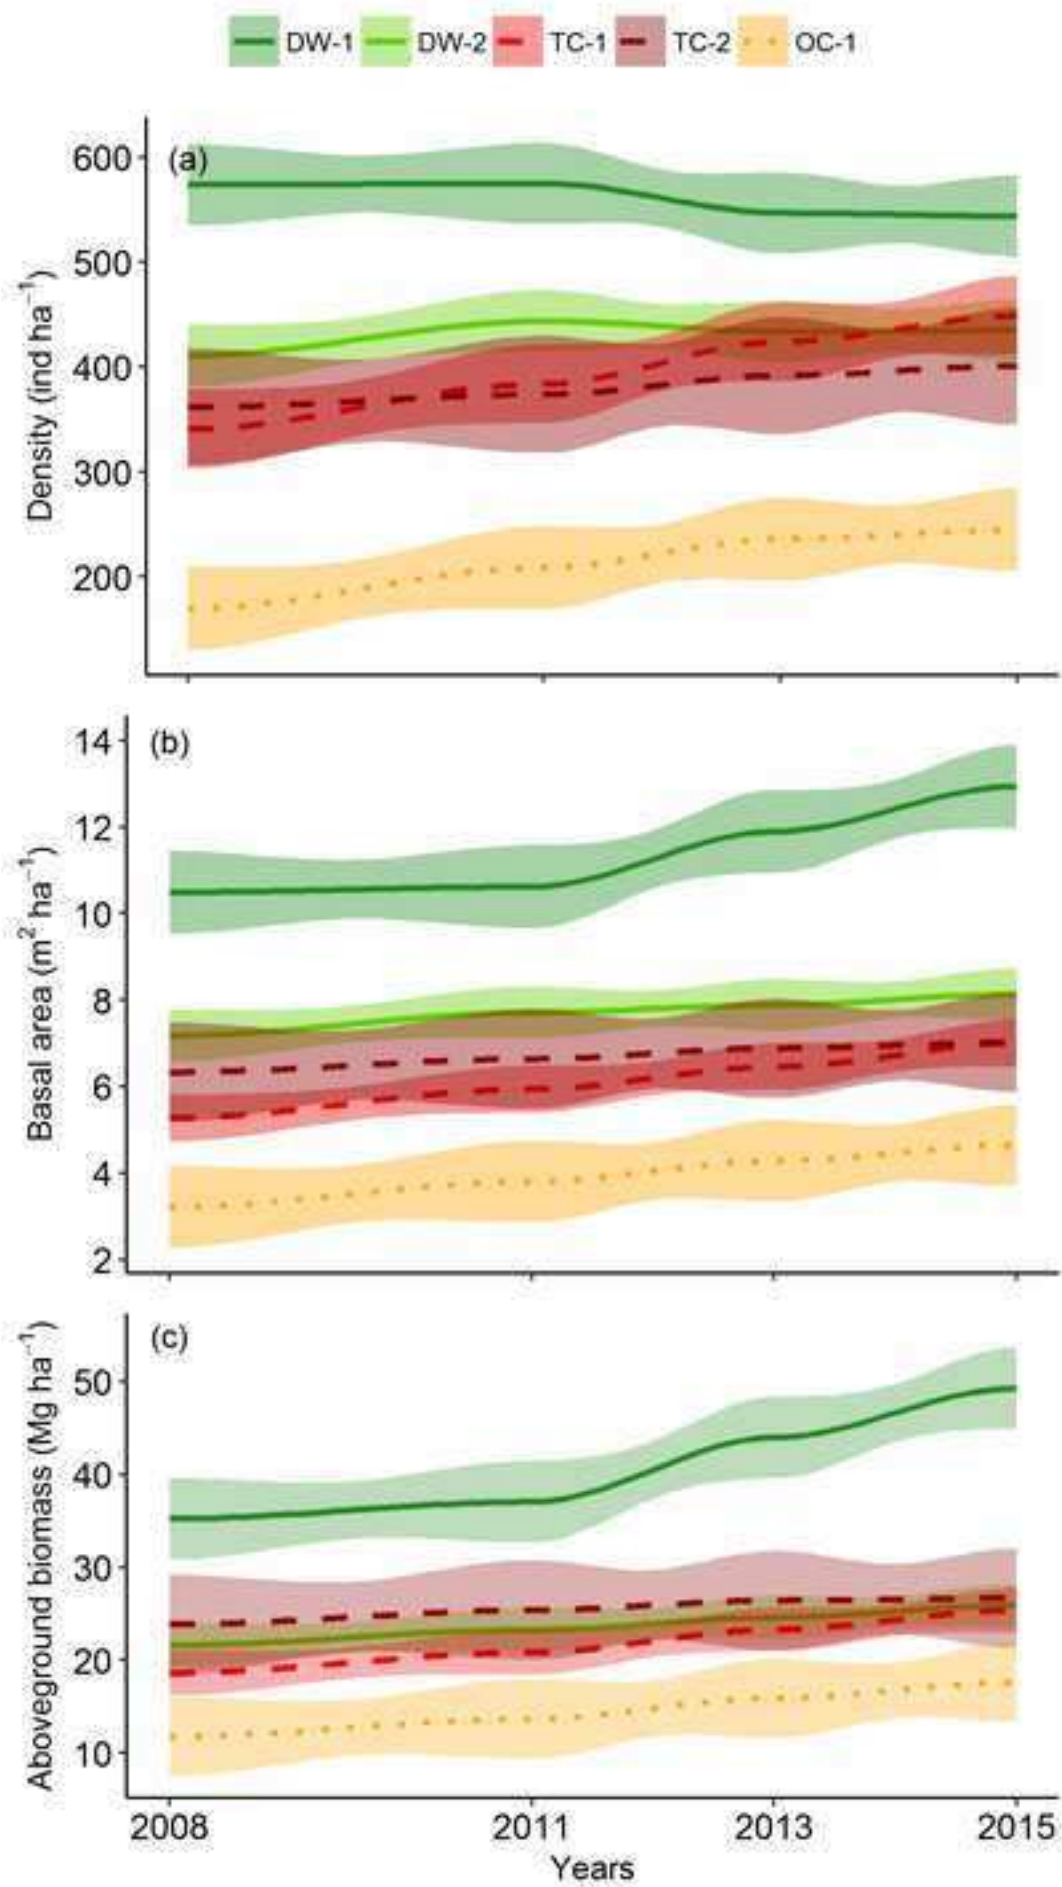 DW-1 DW-2 TC-1 TC-2 OC-1
(a)
600
500
400
300
200
Density (ind ha⁻¹)
(b)
14
12
10
8
6
4
2
Basal area (m² ha⁻¹)
(c)
50
40
30
20
10
Aboveground biomass (Mg ha⁻¹)
2008 2011 2013 2015
Years